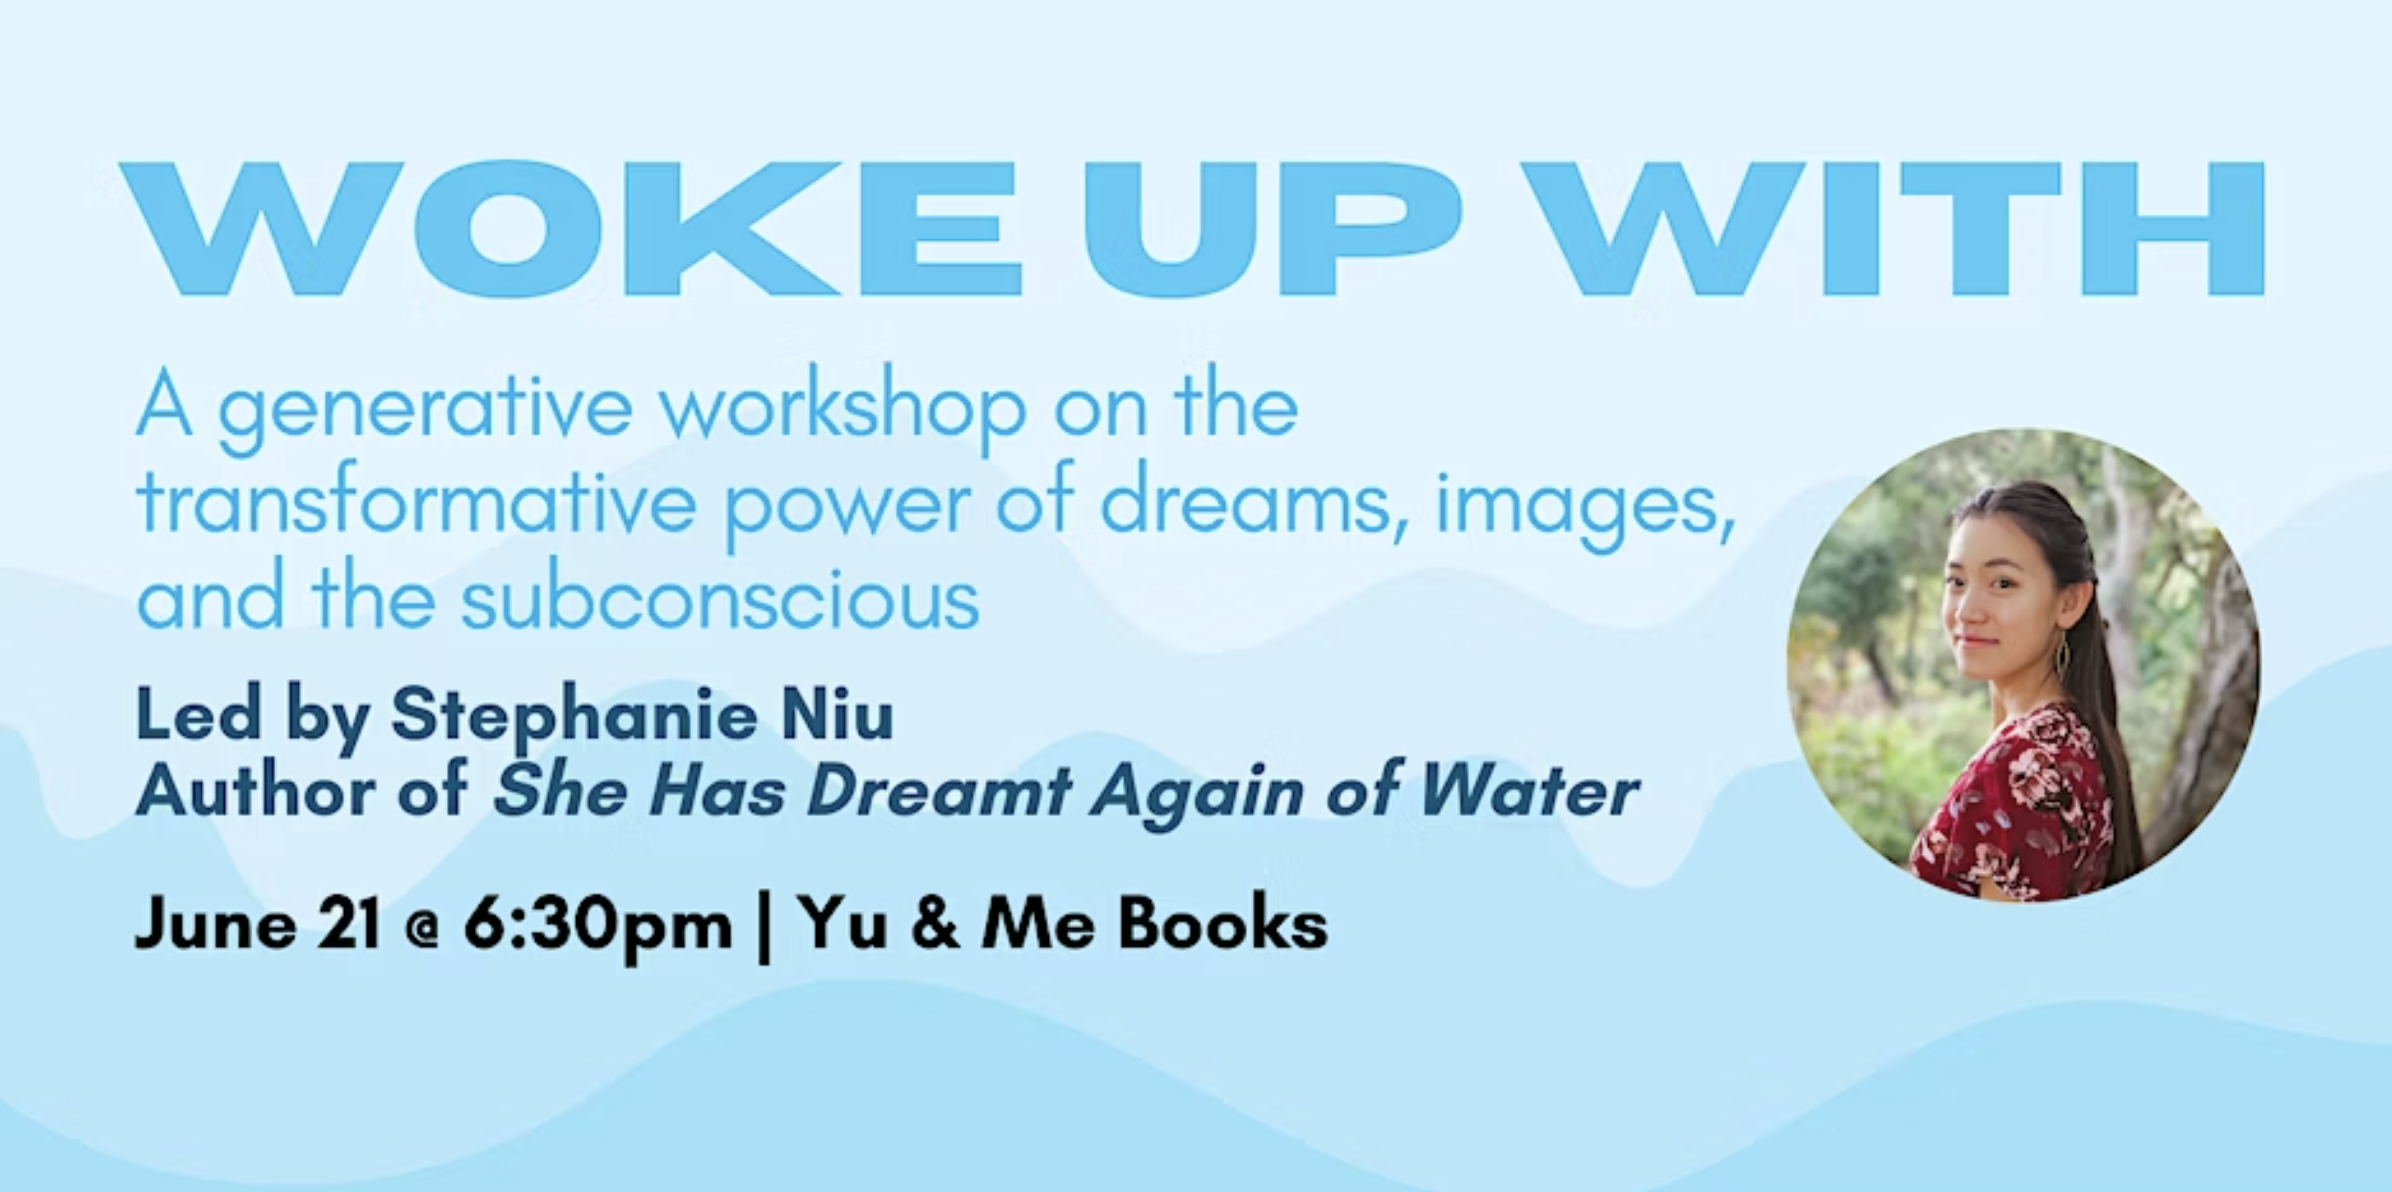 WOKE UP WITH
A generative workshop on the
transformative power of dreams, images,
and the subconscious
Led by Stephanie Niu
Author of She Has Dreamt Again of Water
June 21 @ 6:30pm | Yu & Me Books